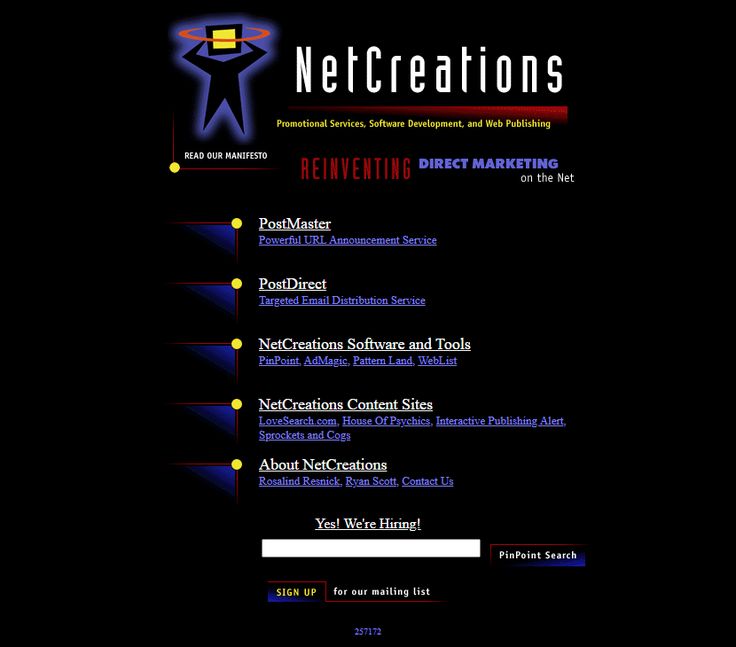 NetCreations
Promotional Services, Software Development, and Web Publishing
READ OUR MANIFESTO
REINVENTING DIRECT MARKETING
on the Net
PostMaster
Powerful URL Announcement Service
PostDirect
Targeted Email Distribution Service
NetCreations Software and Tools
PinPoint, AdMagic, Pattern Land, WebList
NetCreations Content Sites
LoveSearch.com, House Of Psychics, Interactive Publishing Alert,
Sprockets and Cogs
About NetCreations
Rosalind Resnick, Ryan Scott, Contact Us
Yes! We're Hiring!
PinPoint Search
SIGN UP for our mailing list
257172